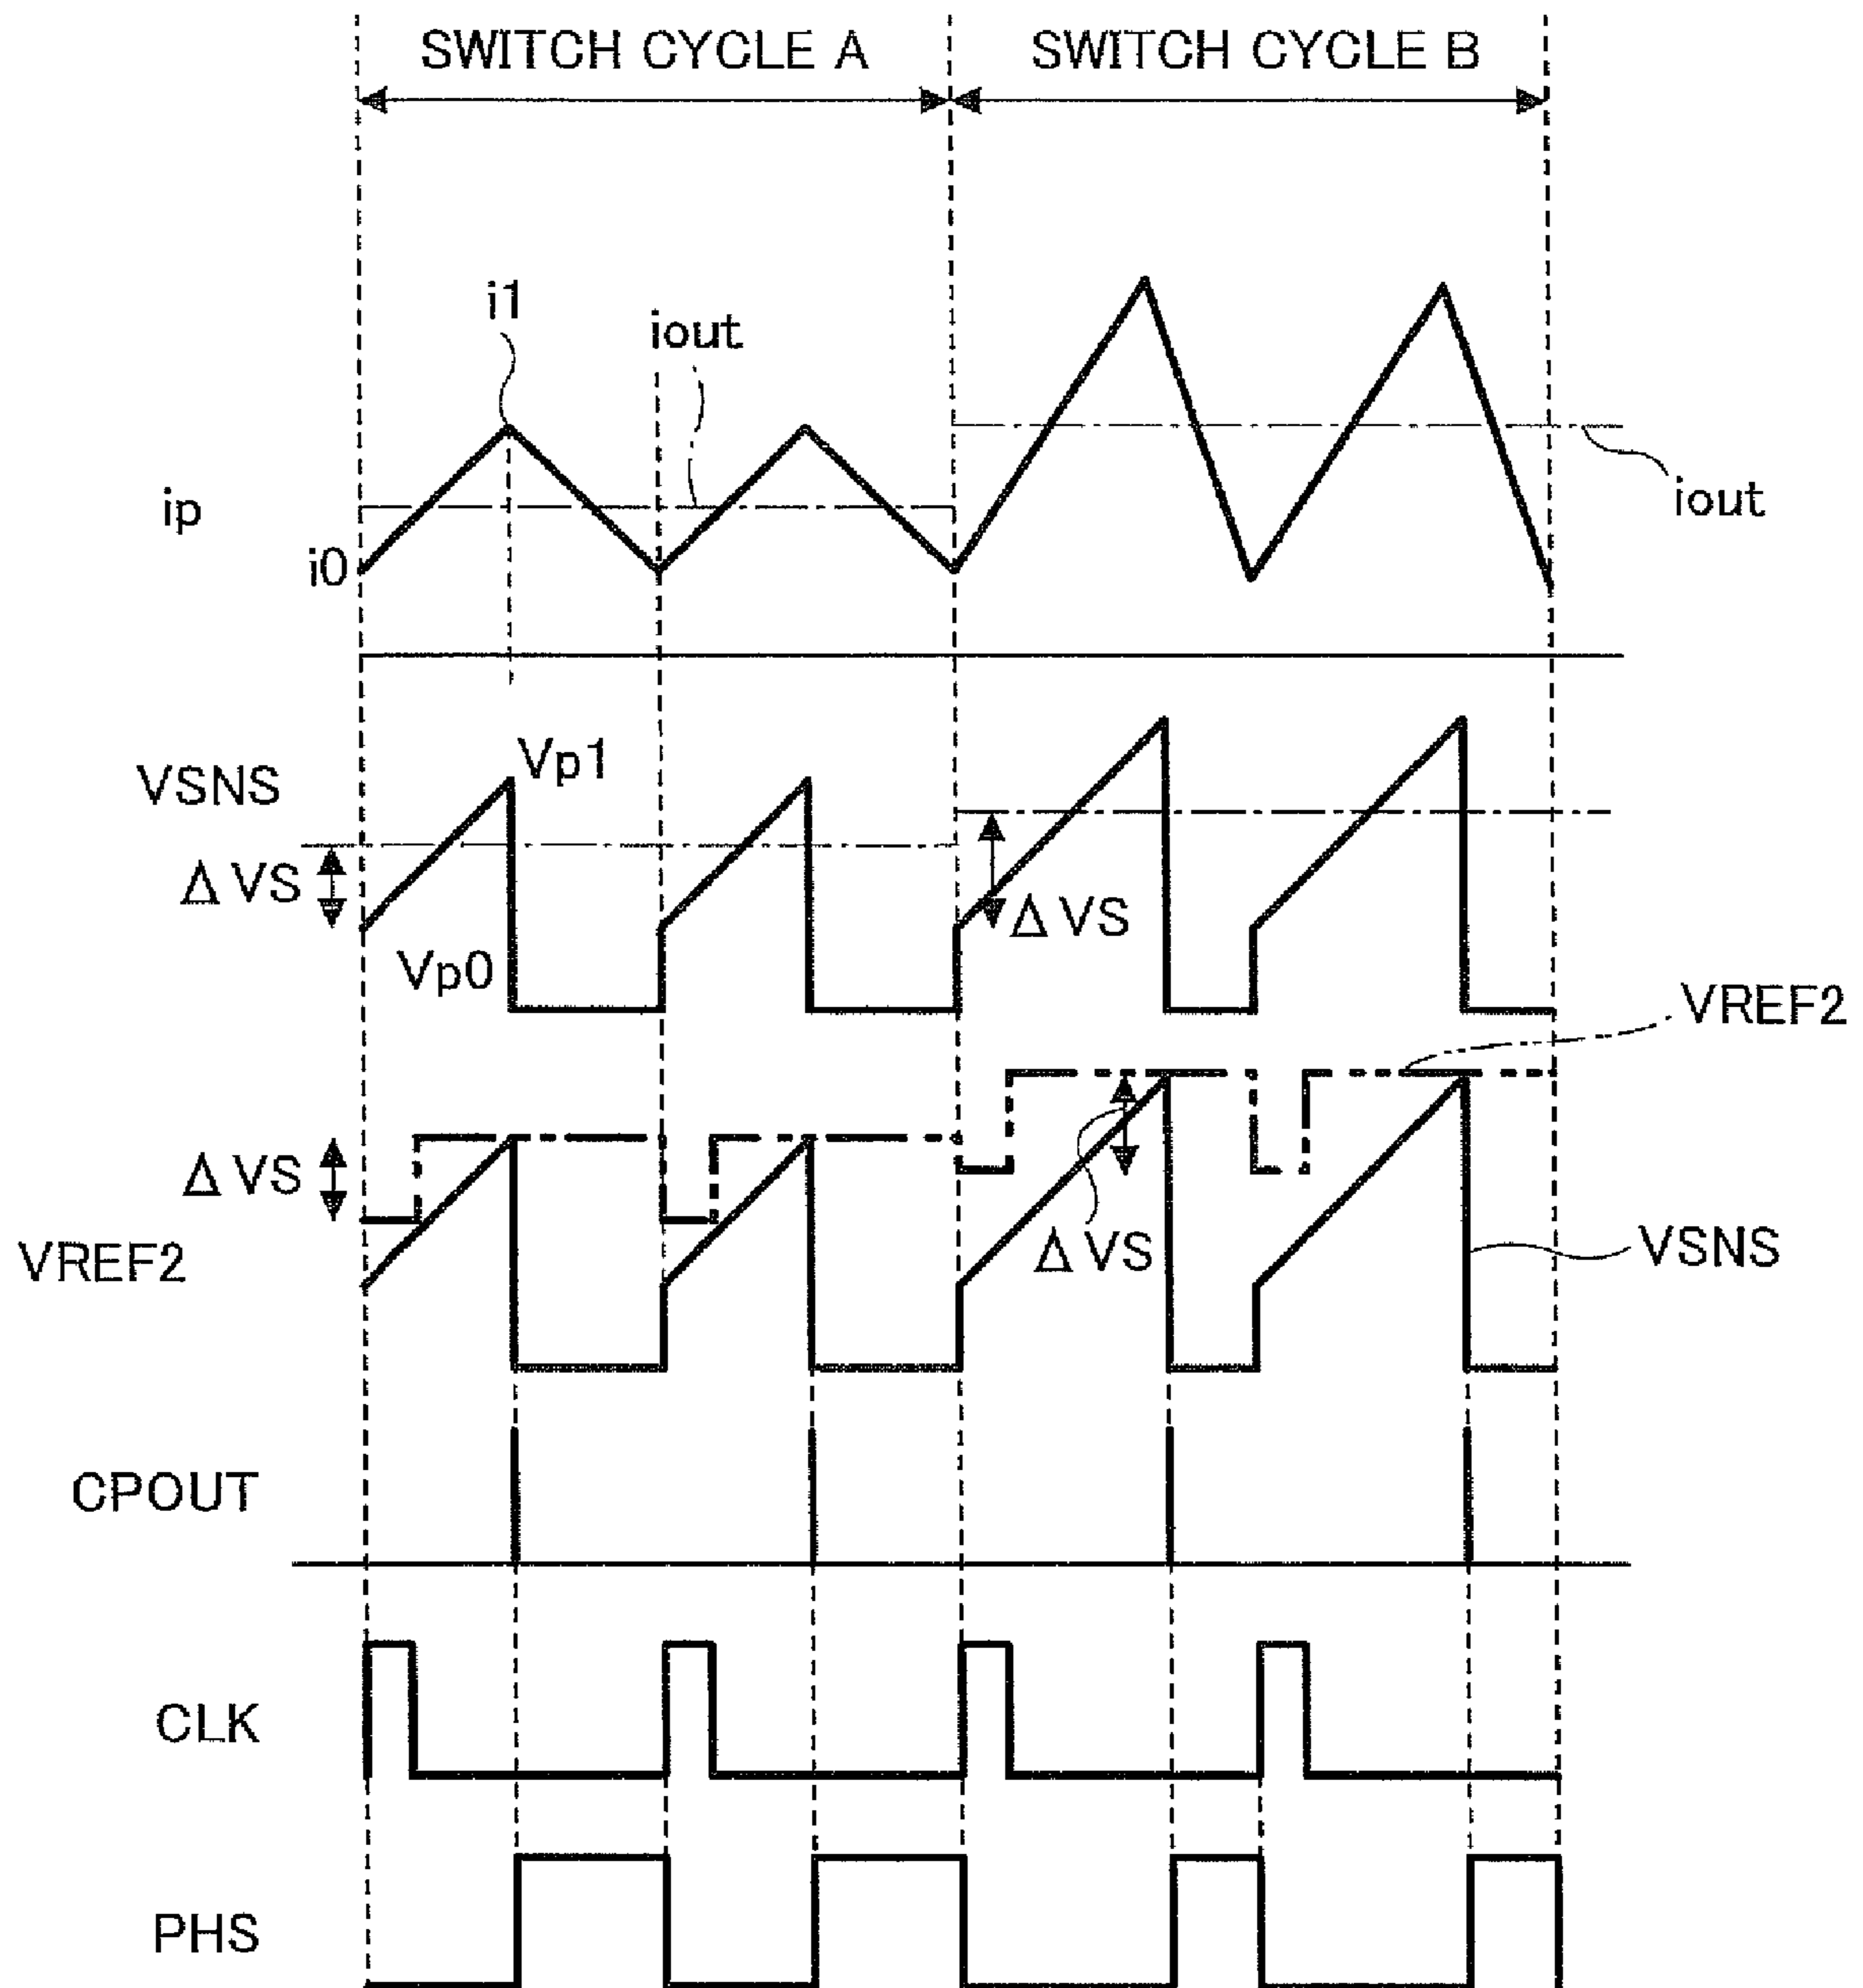 SWITCH CYCLE A
SWITCH CYCLE B
i1
iout
ip
i0
iout
VSNS
Vp1
ΔVS
Vp0
ΔVS
VREF2
ΔVS
VREF2
ΔVS
VSNS
CPOUT
CLK
PHS